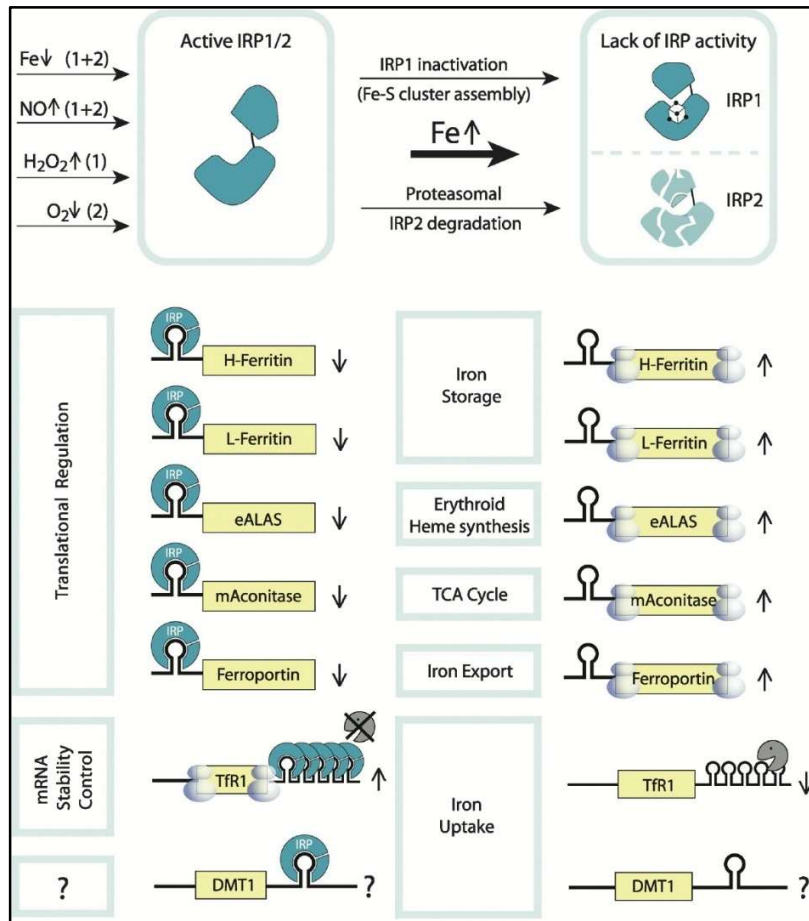 Active IRP1/2
Fe↓ (1+2)
NO↑ (1+2)
H₂O₂↑ (1)
O₂↓ (2)
IRP1 inactivation
(Fe-S cluster assembly)
Fe↑
Proteasomal
IRP2 degradation
Lack of IRP activity
IRP1
IRP2
Translational Regulation
IRP
H-Ferritin ↓
IRP
L-Ferritin ↓
IRP
eALAS ↓
IRP
mAconitase ↓
IRP
Ferroportin ↓
Iron
Storage
H-Ferritin ↑
L-Ferritin ↑
Erythroid
Heme synthesis
eALAS ↑
TCA Cycle
mAconitase ↑
Iron Export
Ferroportin ↑
mRNA
Stability
Control
TfR1 ↑
Iron
Uptake
TfR1 ↓
?
IRP
DMT1 ?
DMT1 ?